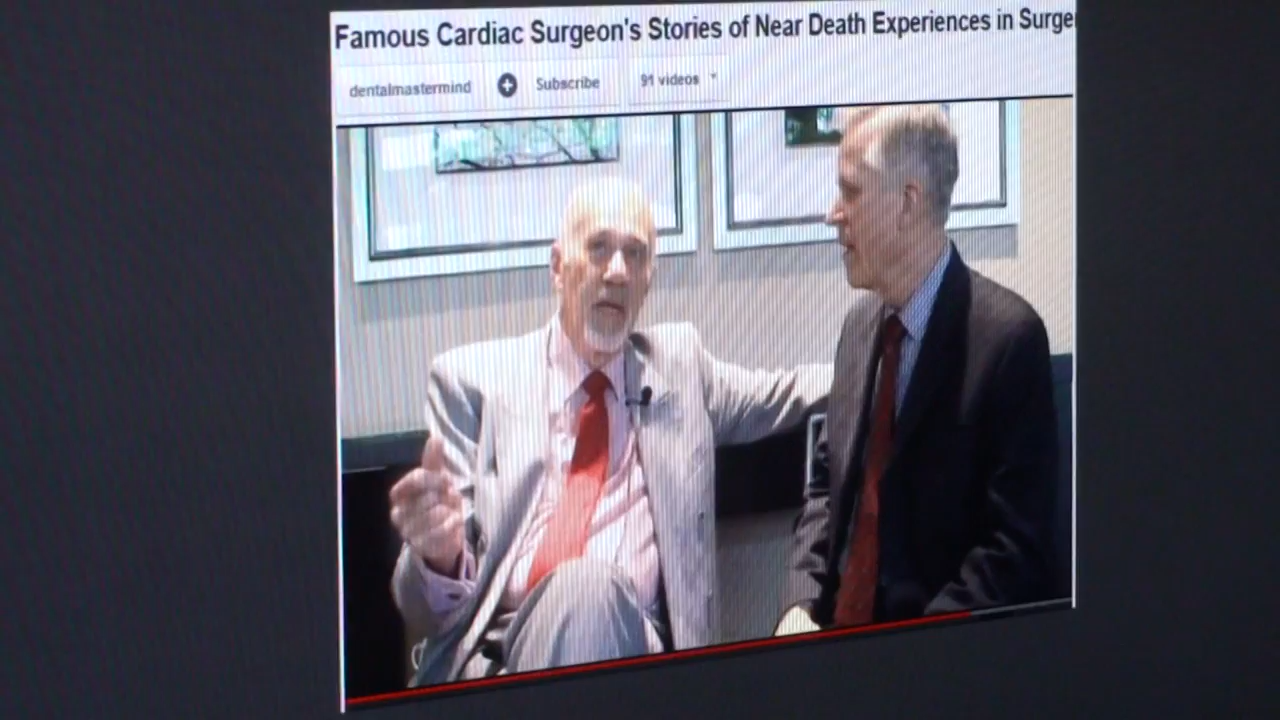 Famous Cardiac Surgeon's Stories of Near Death Experiences in Surge
dentalmastermind Subscribe 91 videos